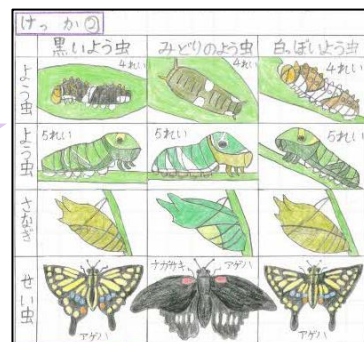 けっか②
黒いよう虫 みどりのよう虫 白っぽいよう虫
よう虫 4れい 4れい 4れい
よう虫 5れい 5れい 5れい
さなぎ
せい虫 アゲハ ナガサキアゲハ アゲハ